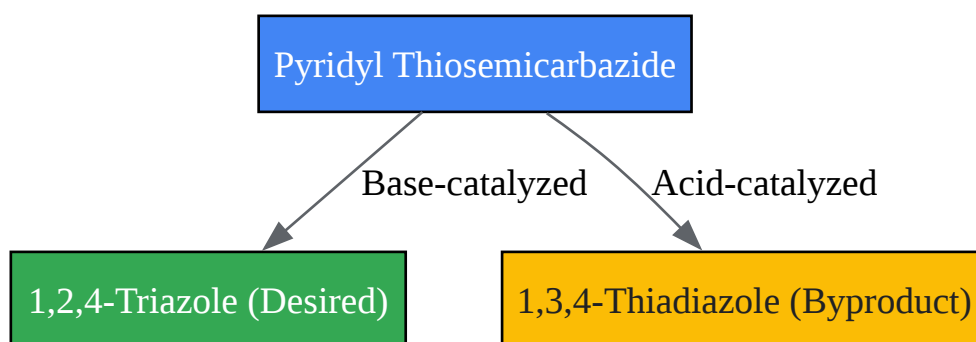 Pyridyl Thiosemicarbazide
Base-catalyzed
Acid-catalyzed
1,2,4-Triazole (Desired)
1,3,4-Thiadiazole (Byproduct)